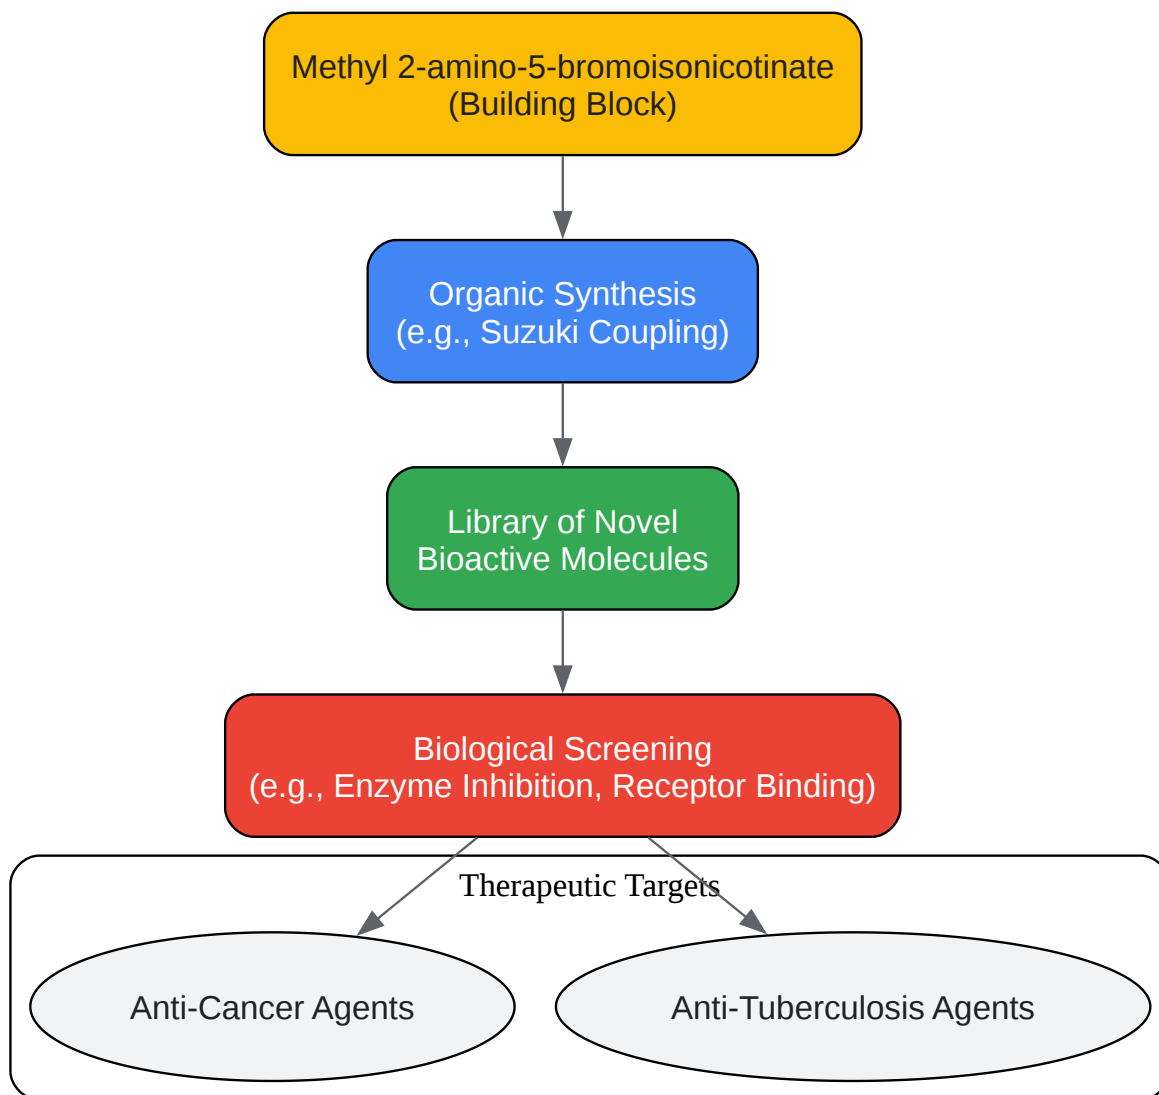 Methyl 2-amino-5-bromoisonicotinate
(Building Block)
Organic Synthesis
(e.g., Suzuki Coupling)
Library of Novel
Bioactive Molecules
Biological Screening
(e.g., Enzyme Inhibition, Receptor Binding)
Therapeutic Targets
Anti-Cancer Agents
Anti-Tuberculosis Agents